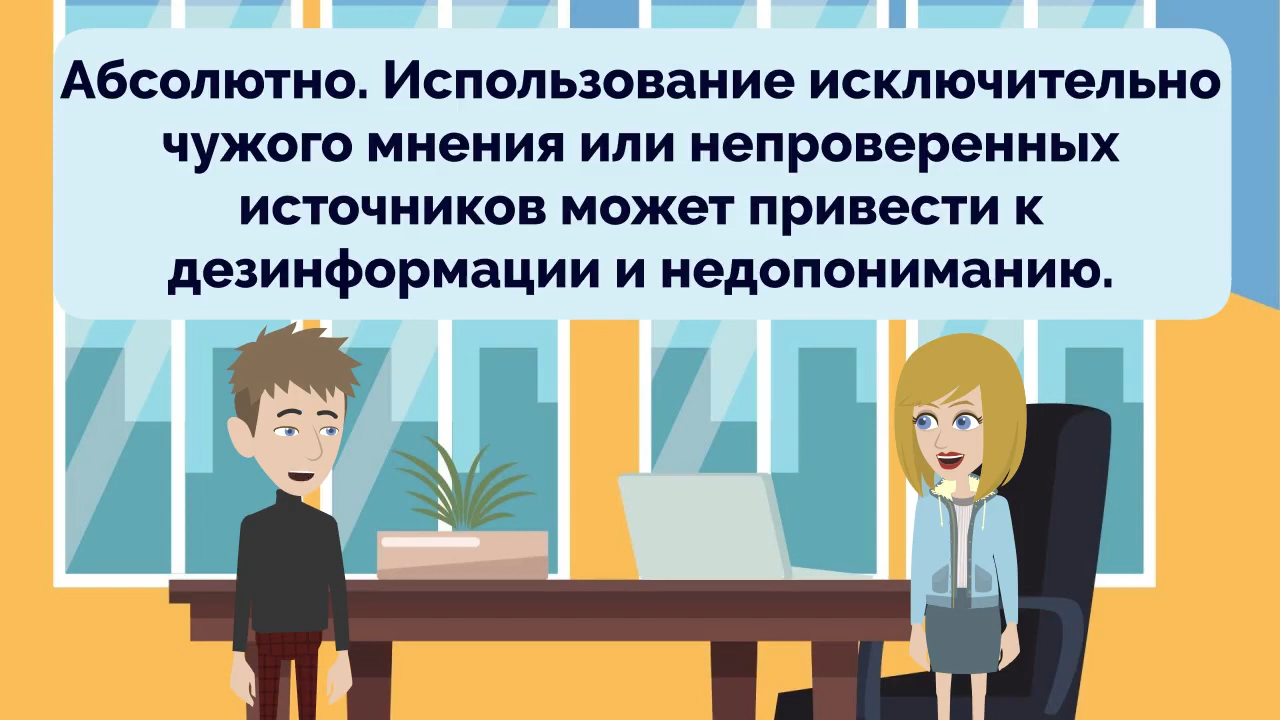 Абсолютно. Использование исключительно
чужого мнения или непроверенных
источников может привести к
дезинформации и недопониманию.